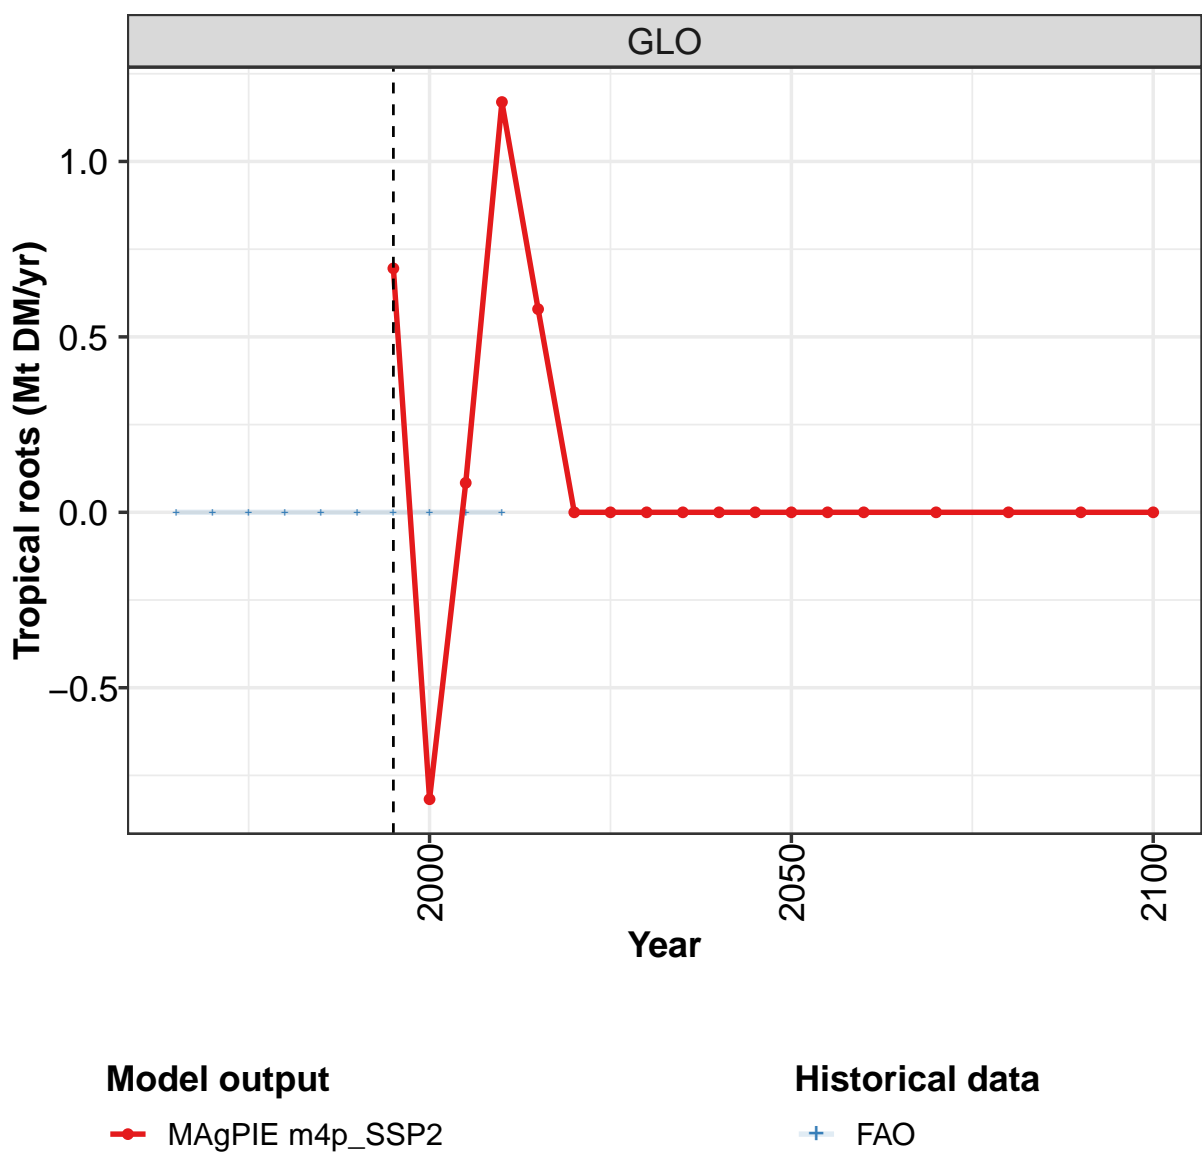 GLO
Tropical roots (Mt DM/yr)
1.0
0.5
0.0
−0.5
2000
2050
2100
Year
Model output
MAgPIE m4p_SSP2
Historical data
FAO